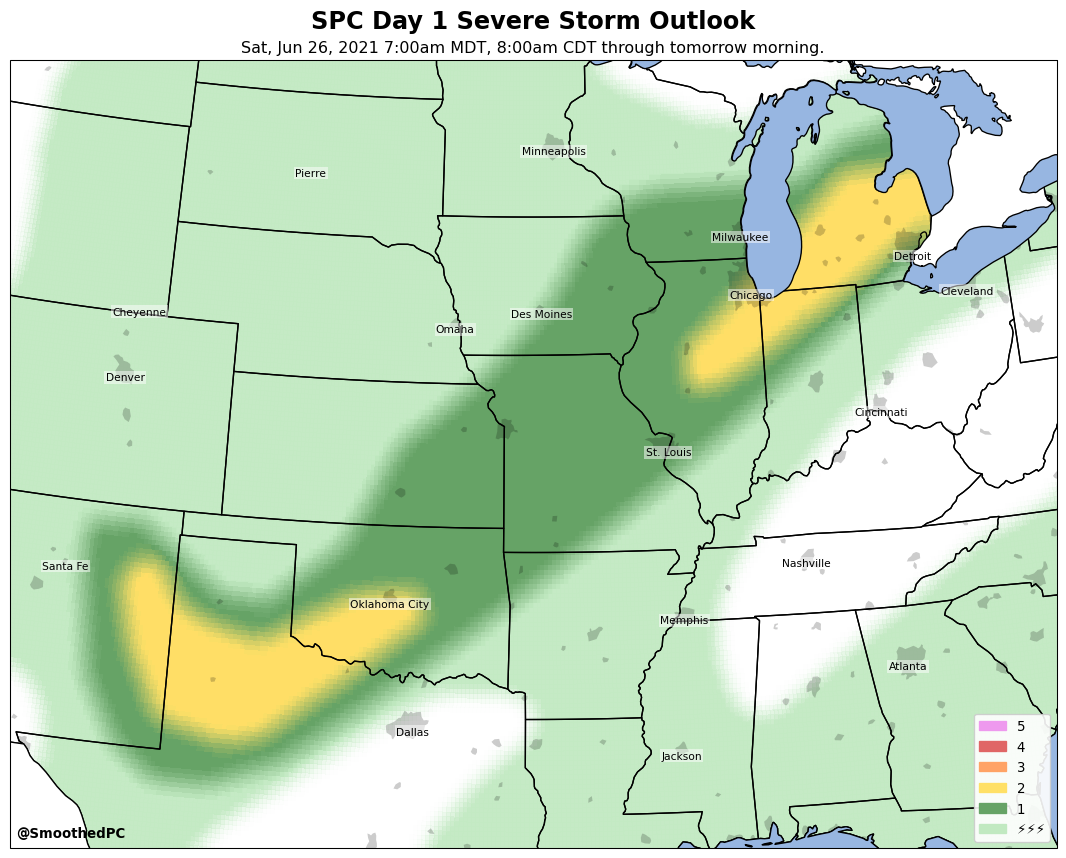 SPC Day 1 Severe Storm Outlook
Sat, Jun 26, 2021 7:00am MDT, 8:00am CDT through tomorrow morning.
Minneapolis
Pierre
Milwaukee
Detroit
Cleveland
Chicago
Cheyenne
Des Moines
Omaha
Denver
Cincinnati
St. Louis
Santa Fe
Nashville
Oklahoma City
Memphis
Atlanta
Dallas
Jackson
5
4
3
2
1
⚡⚡⚡
@SmoothedPC